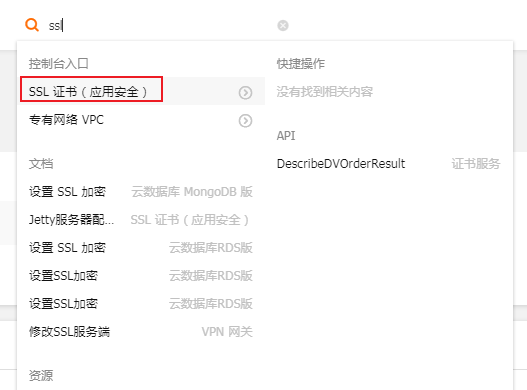 ssl
控制台入口
SSL 证书（应用安全）
专有网络 VPC
文档
设置 SSL 加密 云数据库 MongoDB 版
Jetty服务器配... SSL 证书（应用安全）
设置 SSL 加密 云数据库RDS版
设置SSL加密 云数据库RDS版
设置SSL加密 云数据库RDS版
修改SSL服务端 VPN 网关
资源
快捷操作
没有找到相关内容
API
DescribeDVOrderResult 证书服务